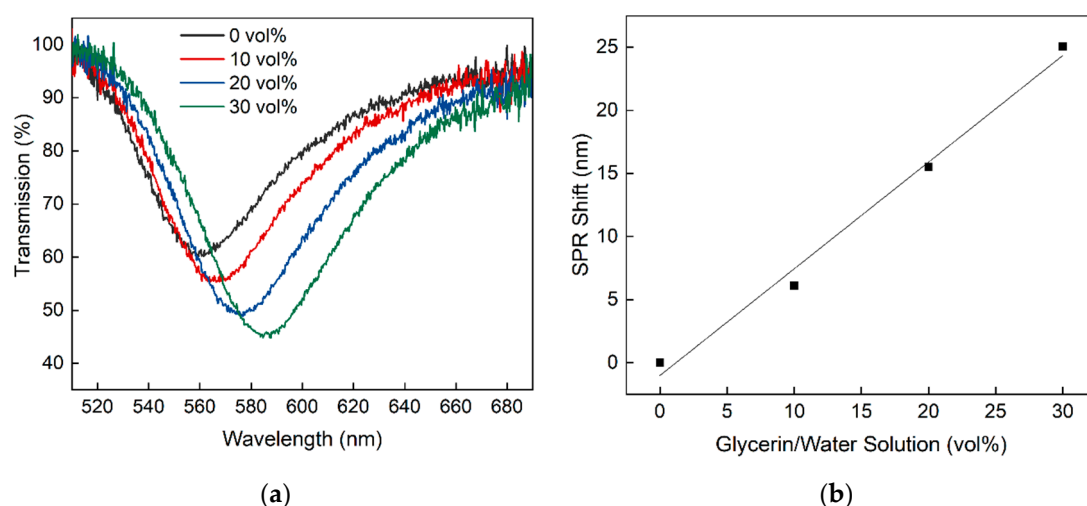 100
90
80
70
60
50
40
Transmission (%)
0 vol%
10 vol%
20 vol%
30 vol%
520 540 560 580 600 620 640 660 680
Wavelength (nm)
(a)
25
20
15
10
5
0
SPR Shift (nm)
0 5 10 15 20 25 30
Glycerin/Water Solution (vol%)
(b)